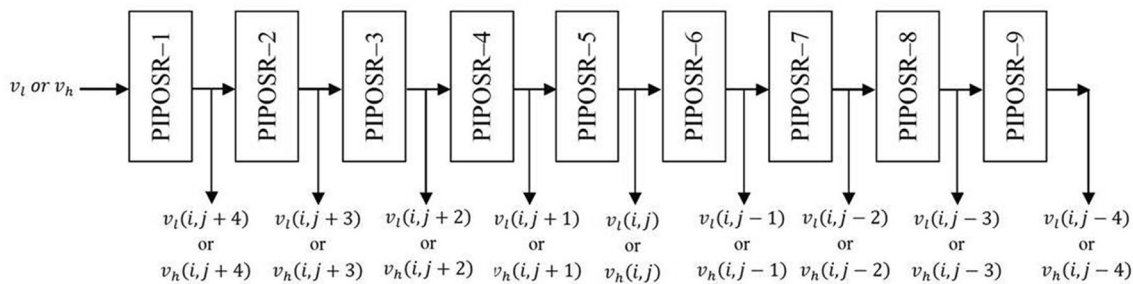 PIPOSR–1
PIPOSR–2
PIPOSR–3
PIPOSR–4
PIPOSR–5
PIPOSR–6
PIPOSR–7
PIPOSR–8
PIPOSR–9
v_l or v_h
v_l(i,j + 4) v_l(i,j + 3) v_l(i,j + 2) v_l(i,j + 1) v_l(i,j) v_l(i,j − 1) v_l(i,j − 2) v_l(i,j − 3) v_l(i,j − 4)
or or or or or or or or or
v_h(i,j + 4) v_h(i,j + 3) v_h(i,j + 2) v_h(i,j + 1) v_h(i,j) v_h(i,j − 1) v_h(i,j − 2) v_h(i,j − 3) v_h(i,j − 4)